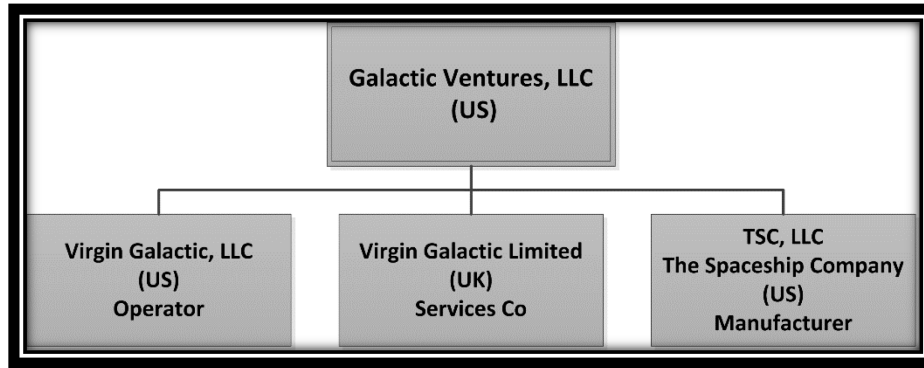 Galactic Ventures, LLC
(US)
Virgin Galactic, LLC
(US)
Operator
Virgin Galactic Limited
(UK)
Services Co
TSC, LLC
The Spaceship Company
(US)
Manufacturer